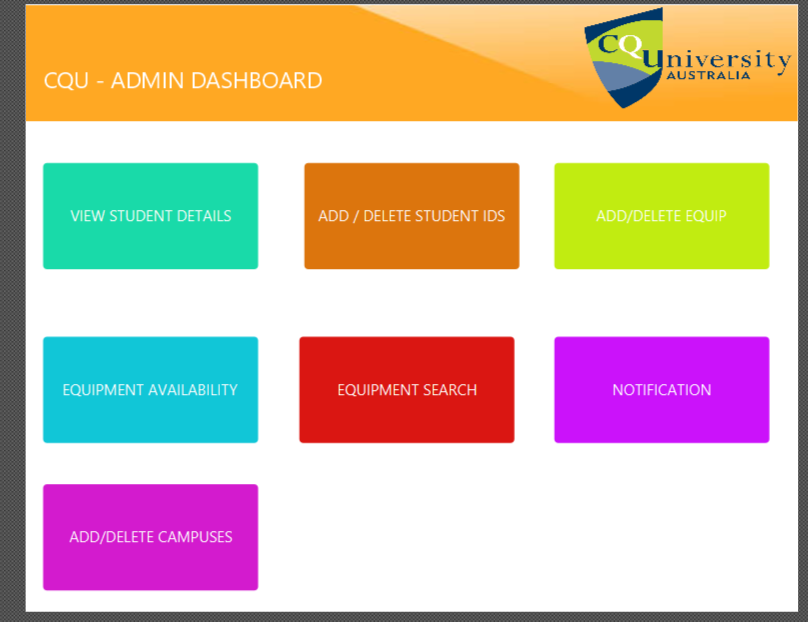 CQU - ADMIN DASHBOARD
CQUniversity
AUSTRALIA
VIEW STUDENT DETAILS
ADD / DELETE STUDENT IDS
ADD/DELETE EQUIP
EQUIPMENT AVAILABILITY
EQUIPMENT SEARCH
NOTIFICATION
ADD/DELETE CAMPUSES